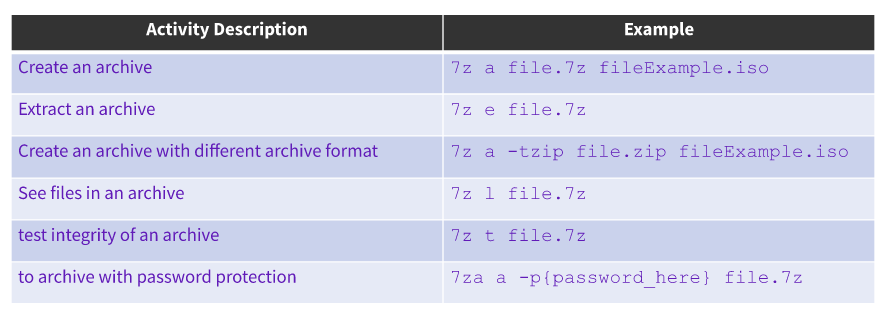 Activity Description Example
Create an archive 7z a file.7z fileExample.iso
Extract an archive 7z e file.7z
Create an archive with different archive format 7z a -tzip file.zip fileExample.iso
See files in an archive 7z l file.7z
test integrity of an archive 7z t file.7z
to archive with password protection 7za a -p{password_here} file.7z